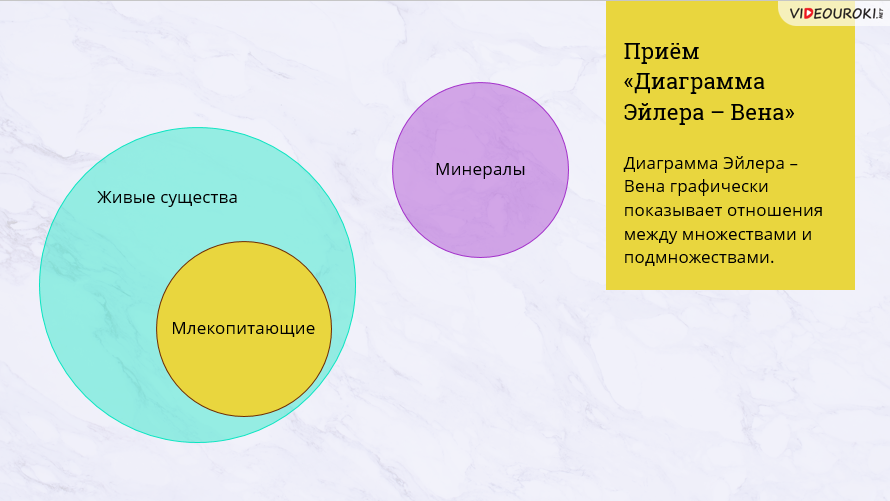 VIDEOUROKI
Приём
«Диаграмма
Эйлера – Вена»
Диаграмма Эйлера –
Вена графически
показывает отношения
между множествами и
подмножествами.
Минералы
Живые существа
Млекопитающие